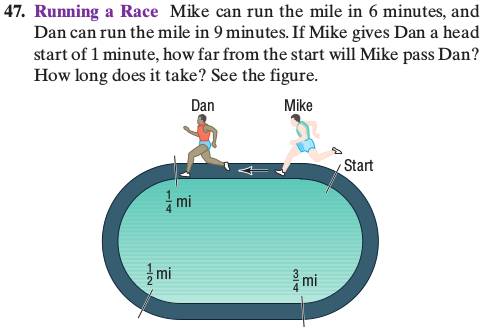 47. Running a Race Mike can run the mile in 6 minutes, and
Dan can run the mile in 9 minutes. If Mike gives Dan a head
start of 1 minute, how far from the start will Mike pass Dan?
How long does it take? See the figure.
Dan
Mike
Start
1/4 mi
1/2 mi
3/4 mi